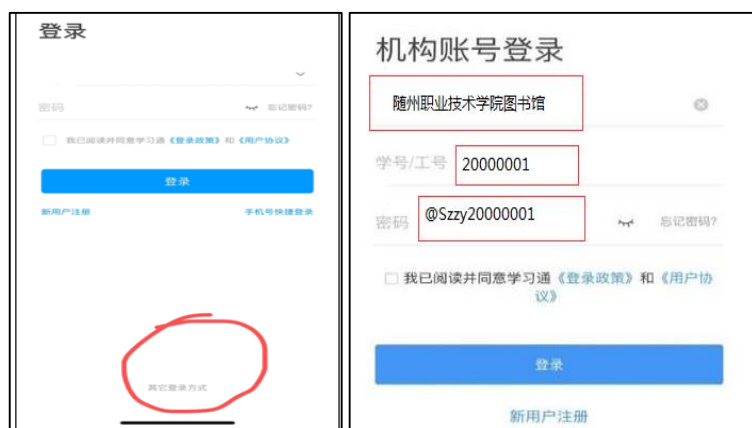 登录
密码
忘记密码?
我已阅读并同意学习通《登录政策》和《用户协议》
登录
新用户注册
手机号快捷登录
其它登录方式
机构账号登录
随州职业技术学院图书馆
学号/工号 20000001
密码 @Szzy20000001
忘记密码?
我已阅读并同意学习通《登录政策》和《用户协
议》
登录
新用户注册